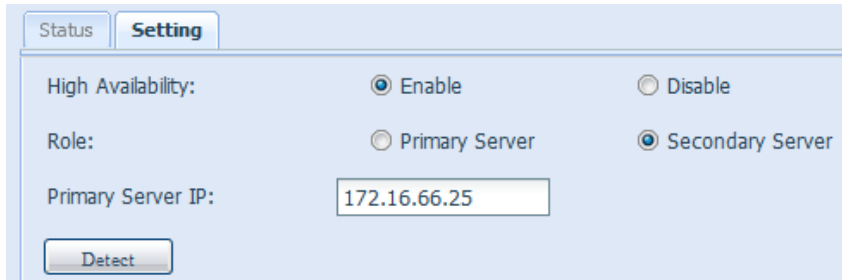 Status Setting
High Availability: Enable Disable
Role: Primary Server Secondary Server
Primary Server IP: 172.16.66.25
Detect